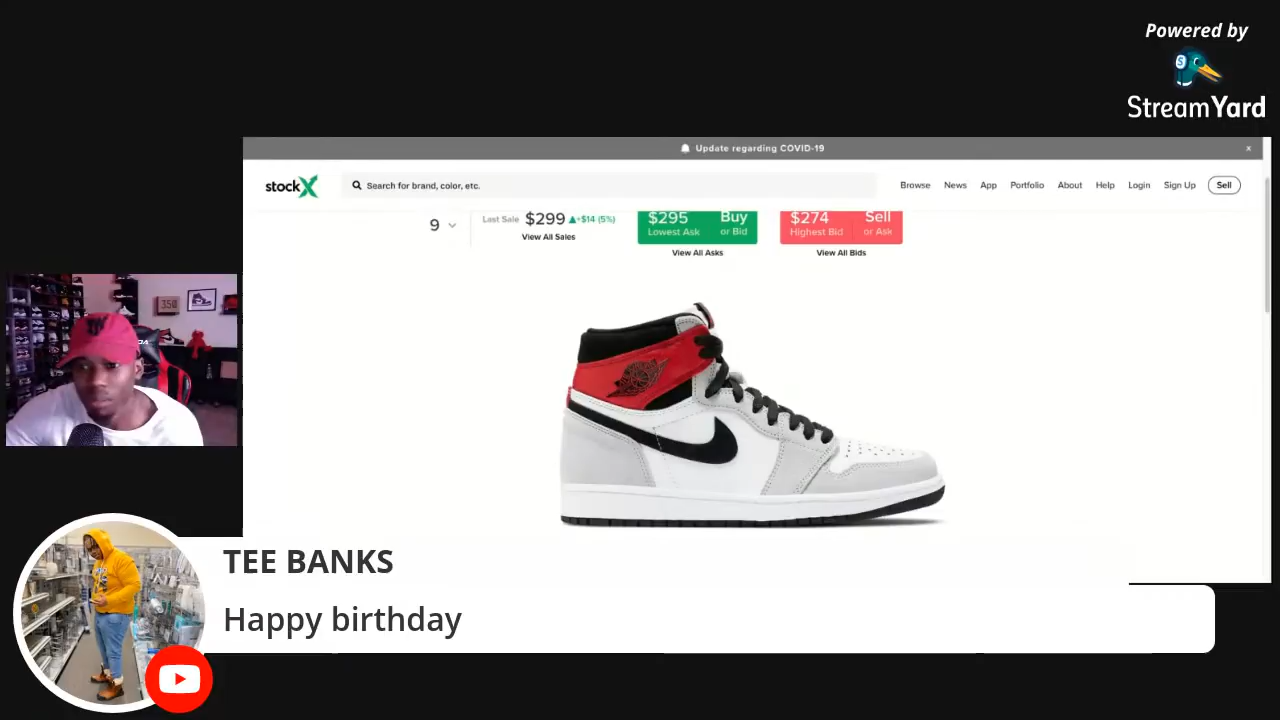 Powered by
StreamYard
Update regarding COVID-19 x
stockX
Search for brand, color, etc.
Browse News App Portfolio About Help Login Sign Up Sell
9 Last Sale $299 ▲+$14 (5%)
View All Sales
$295 Buy
Lowest Ask or Bid
View All Asks
$274 Sell
Highest Bid or Ask
View All Bids
350
TEE BANKS
Happy birthday